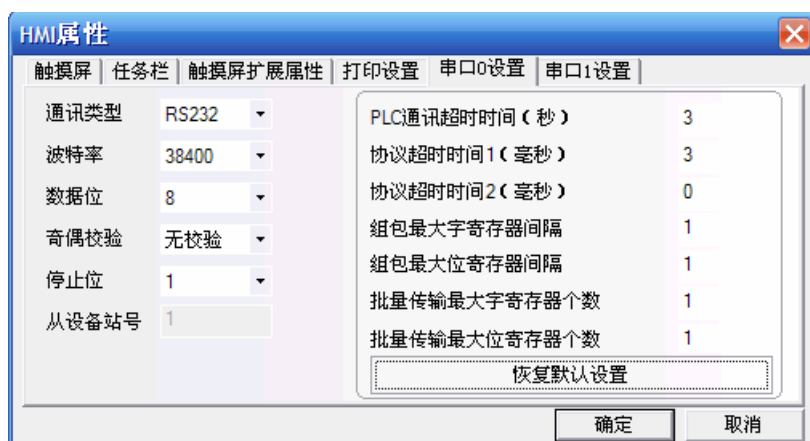 HMI属性
触摸屏 任务栏 触摸屏扩展属性 打印设置 串口0设置 串口1设置
通讯类型 RS232
波特率 38400
数据位 8
奇偶校验 无校验
停止位 1
从设备站号 1
PLC通讯超时时间(秒) 3
协议超时时间1(毫秒) 3
协议超时时间2(毫秒) 0
组包最大字寄存器间隔 1
组包最大位寄存器间隔 1
批量传输最大字寄存器个数 1
批量传输最大位寄存器个数 1
恢复默认设置
确定 取消